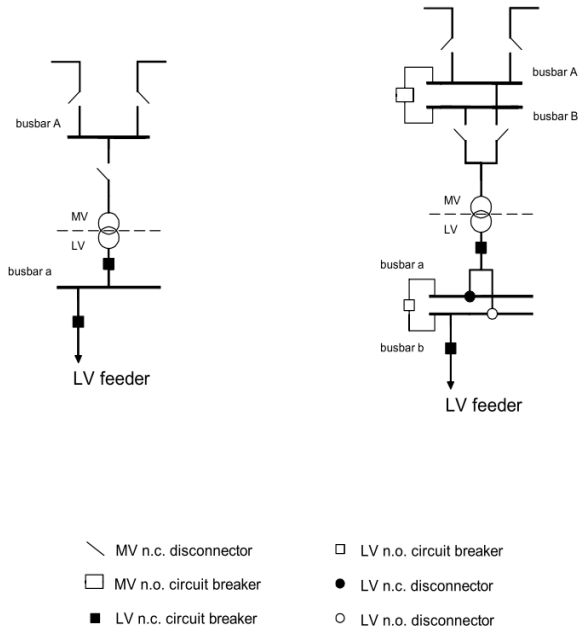 busbar A
MV
LV
busbar a
LV feeder
busbar A
busbar B
MV
LV
busbar a
busbar b
LV feeder
MV n.c. disconnector
MV n.o. circuit breaker
LV n.c. circuit breaker
LV n.o. circuit breaker
LV n.c. disconnector
LV n.o. disconnector